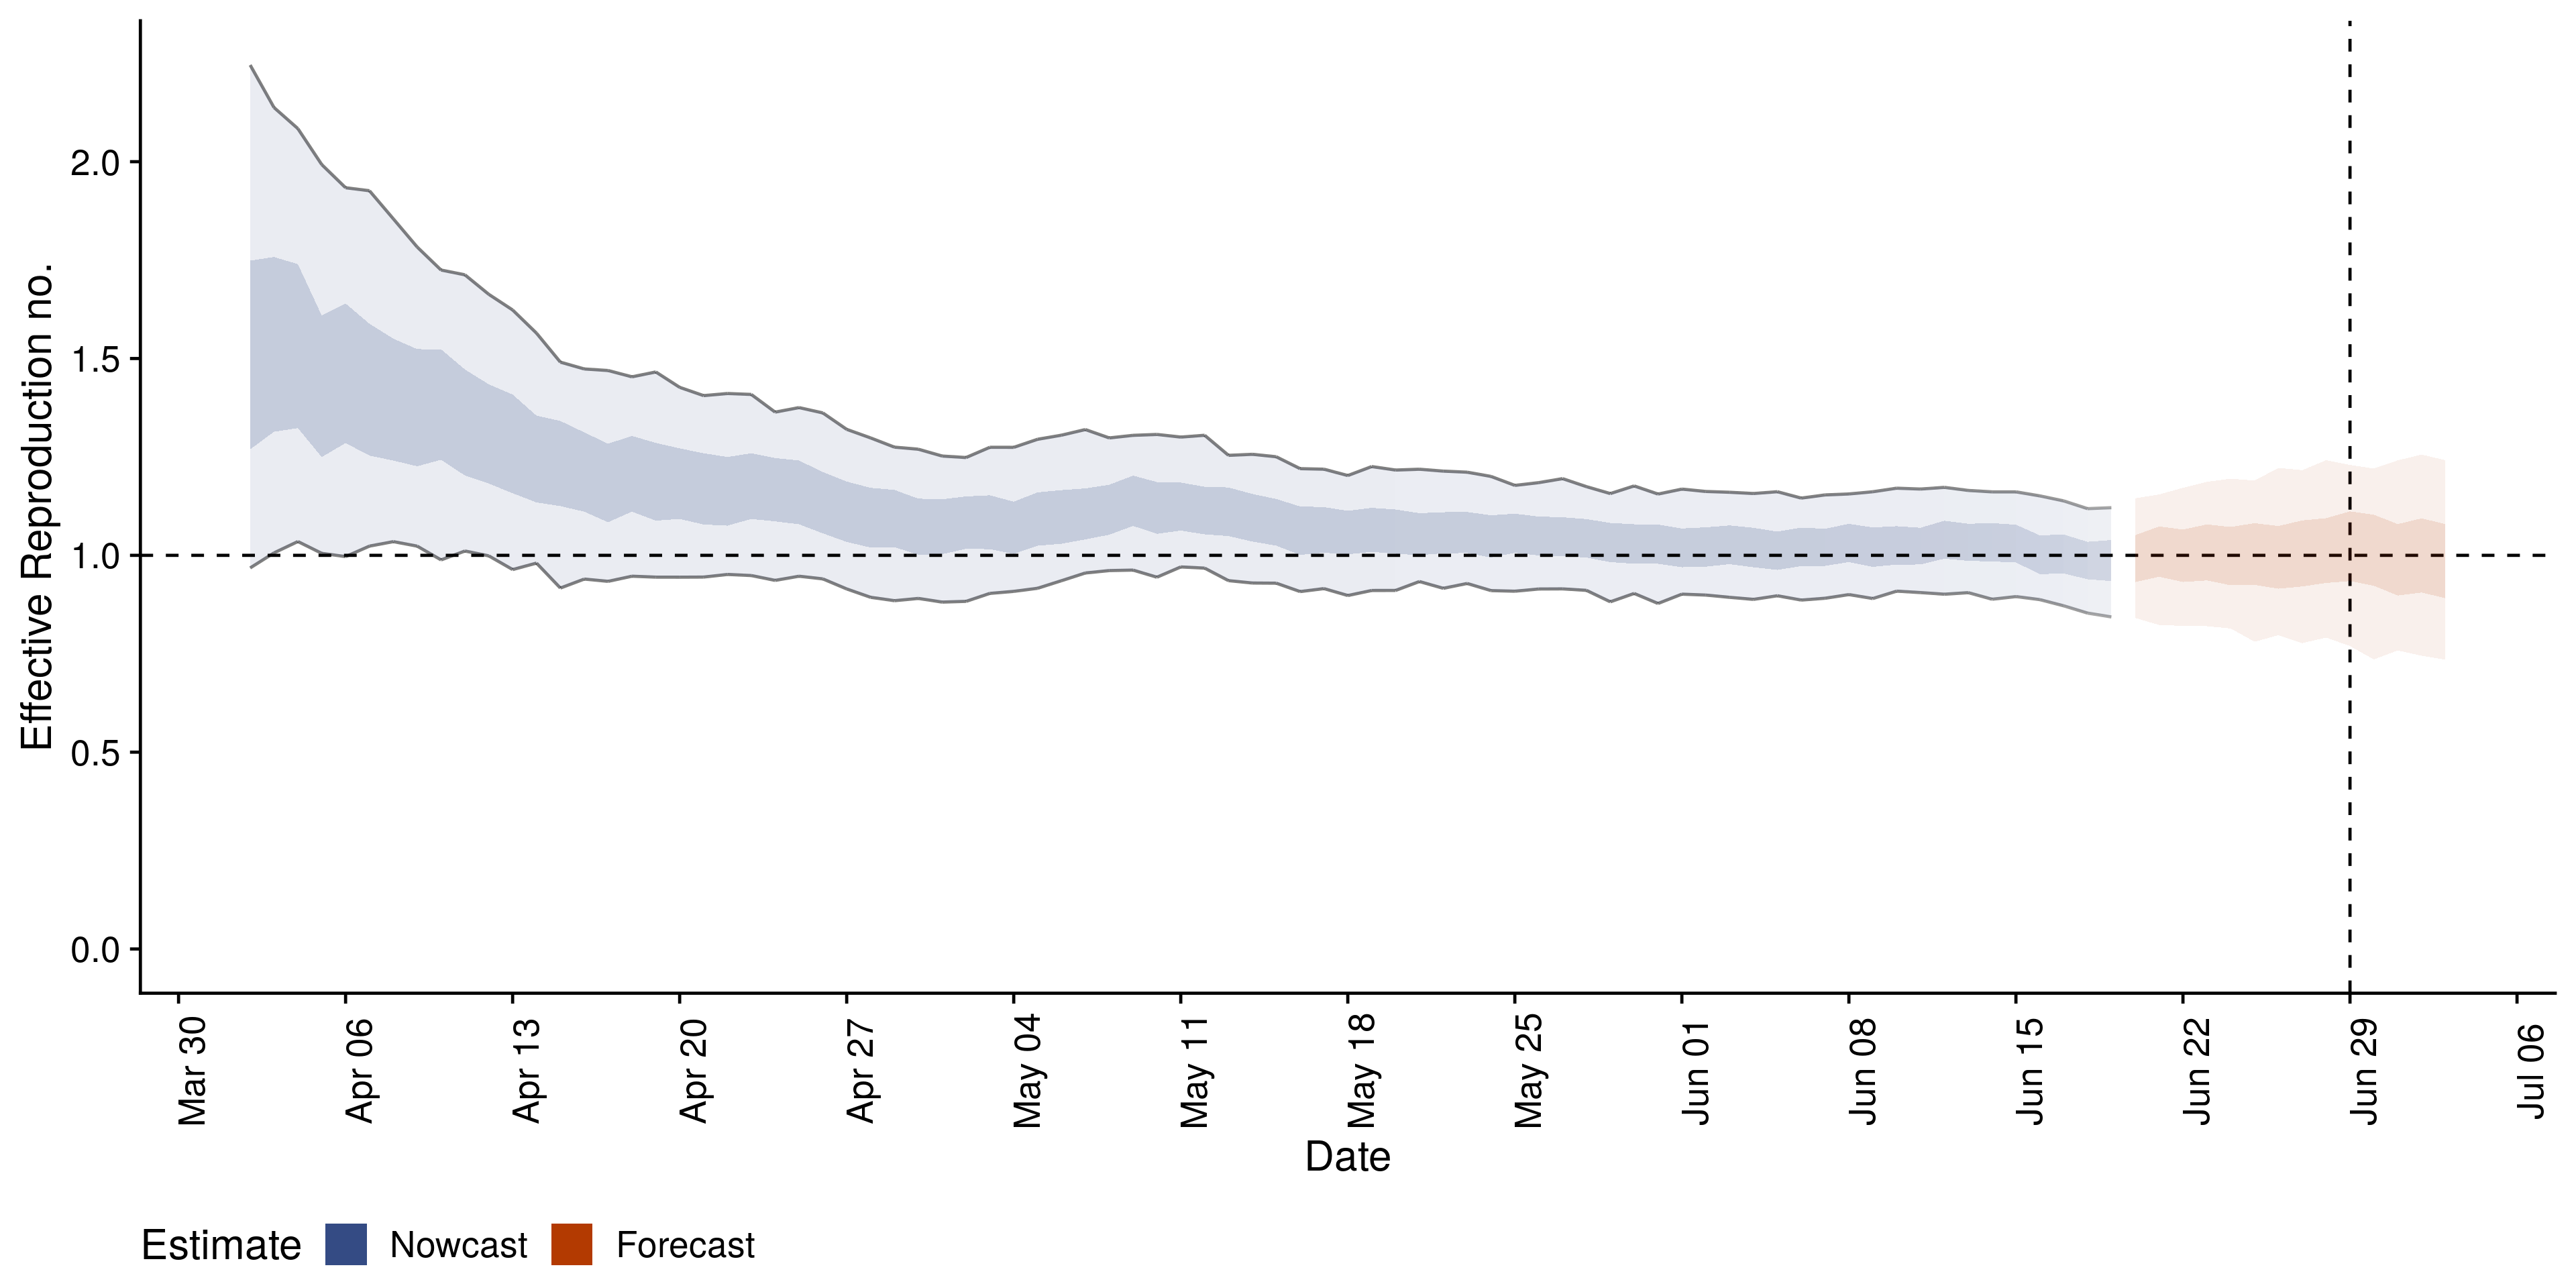 Effective Reproduction no.
2.0
1.5
1.0
0.5
0.0
Mar 30
Apr 06
Apr 13
Apr 20
Apr 27
May 04
May 11
May 18
May 25
Jun 01
Jun 08
Jun 15
Jun 22
Jun 29
Jul 06
Date
Estimate Nowcast Forecast